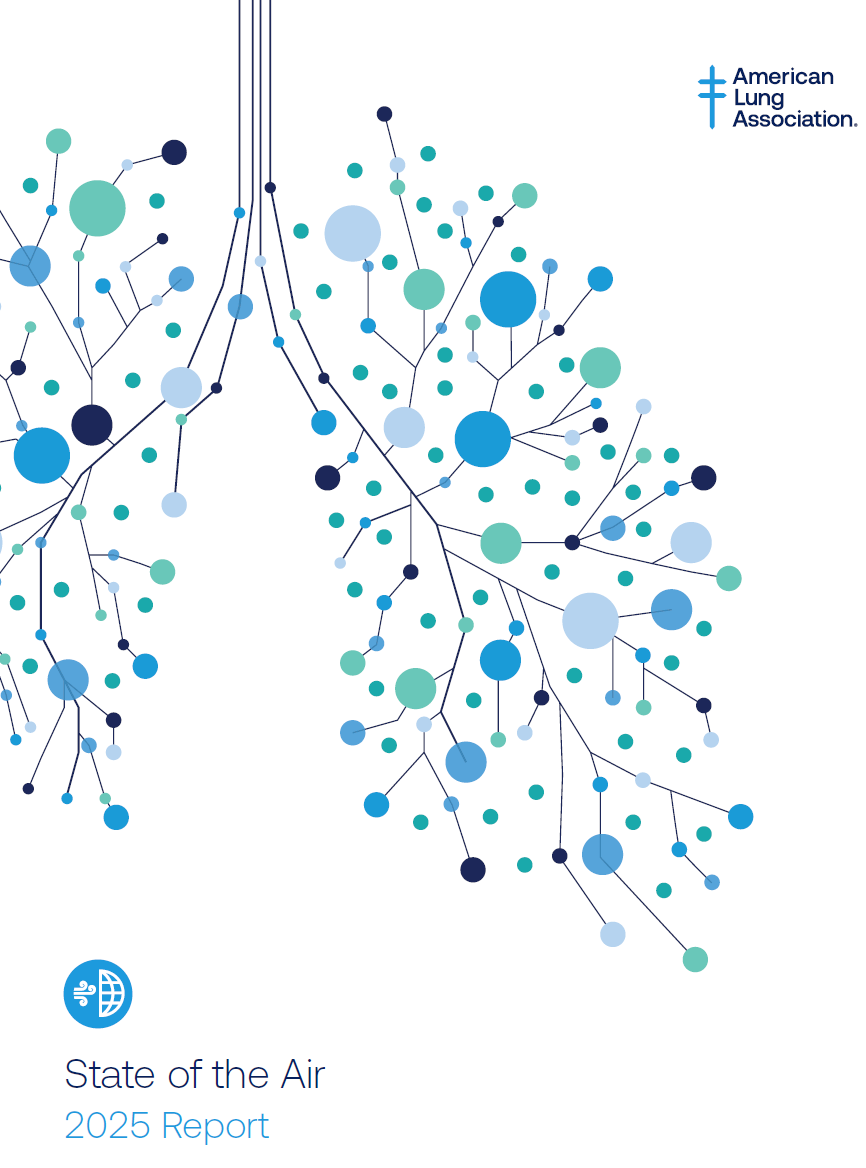 American
Lung
Association.
State of the Air
2025 Report